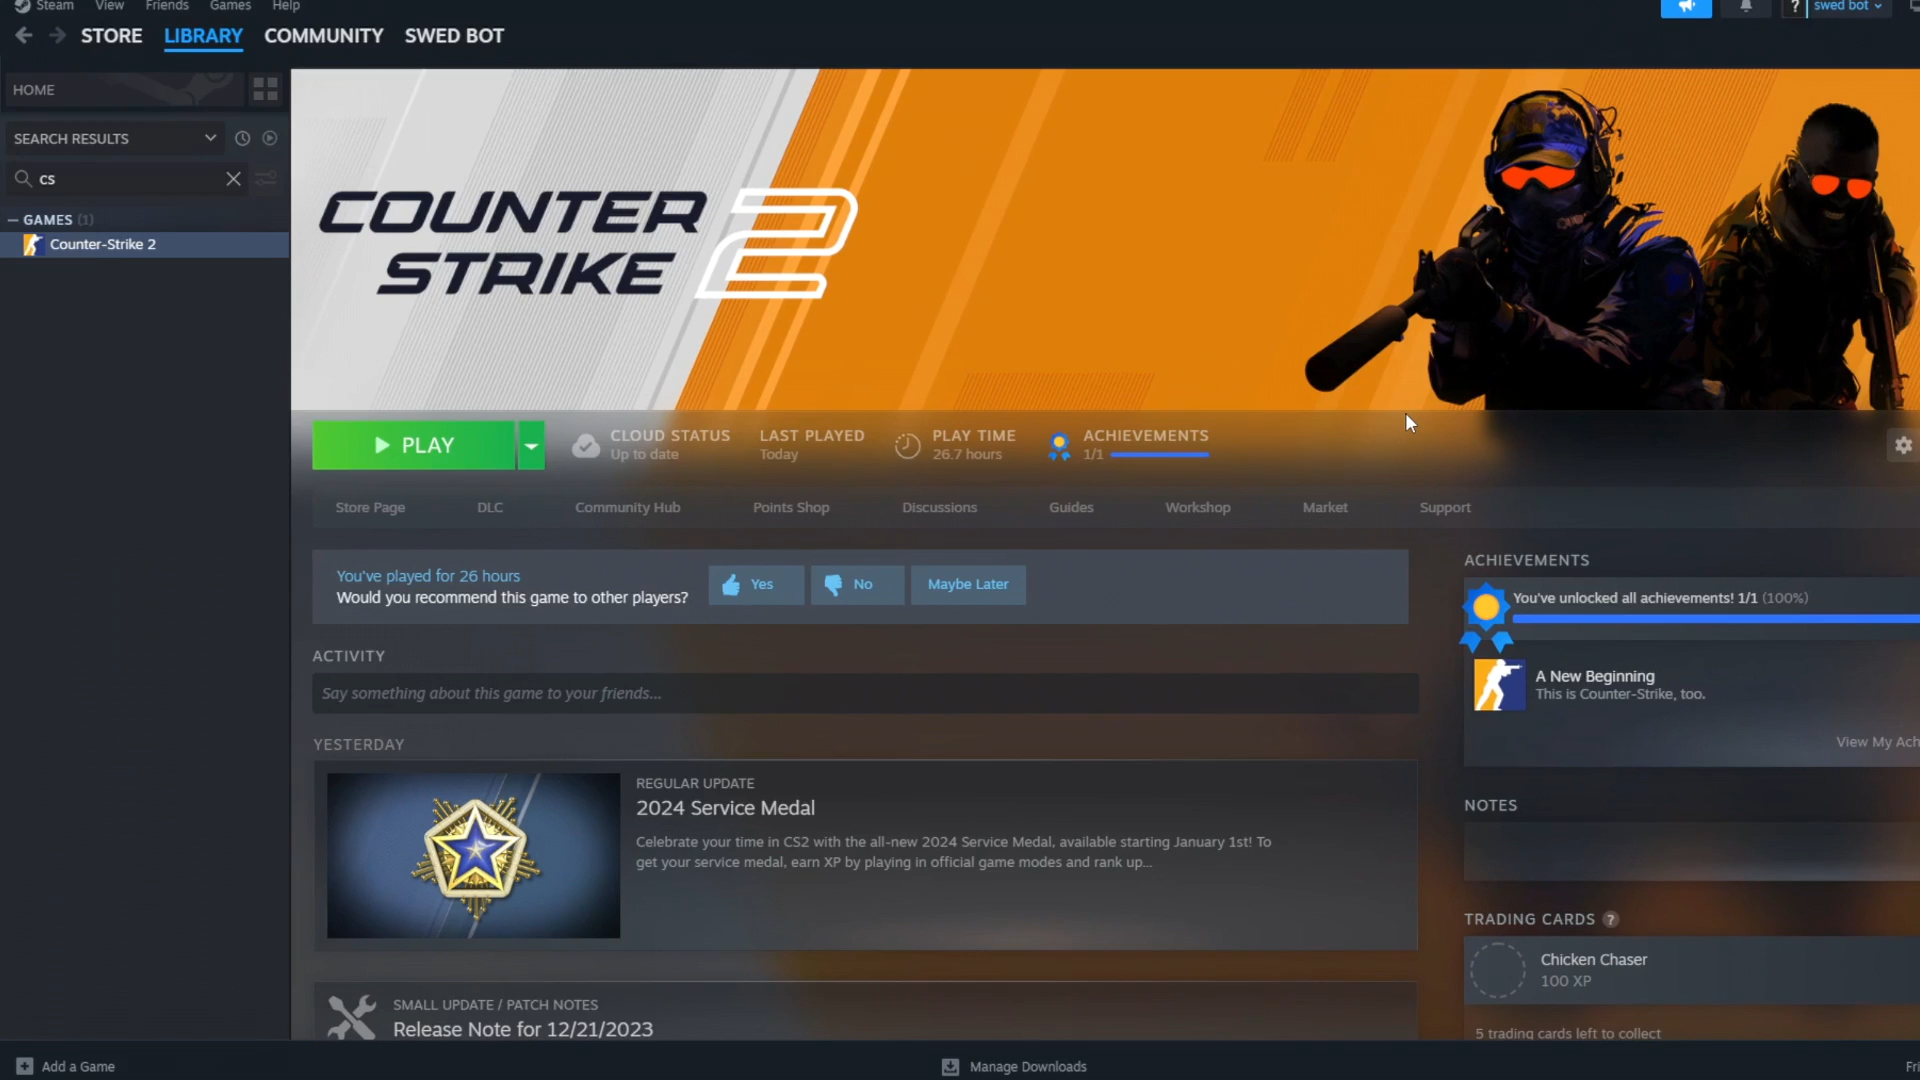 Steam View Friends Games Help
swed bot
STORE LIBRARY COMMUNITY SWED BOT
HOME
SEARCH RESULTS
cs
GAMES (1)
Counter-Strike 2
COUNTER
STRIKE 2
PLAY
CLOUD STATUS
Up to date
LAST PLAYED
Today
PLAY TIME
26.7 hours
ACHIEVEMENTS
1/1
Store Page DLC Community Hub Points Shop Discussions Guides Workshop Market Support
You've played for 26 hours
Would you recommend this game to other players?
Yes No Maybe Later
ACTIVITY
Say something about this game to your friends...
YESTERDAY
REGULAR UPDATE
2024 Service Medal
Celebrate your time in CS2 with the all-new 2024 Service Medal, available starting January 1st! To
get your service medal, earn XP by playing in official game modes and rank up...
SMALL UPDATE / PATCH NOTES
Release Note for 12/21/2023
ACHIEVEMENTS
You've unlocked all achievements! 1/1 (100%)
A New Beginning
This is Counter-Strike, too.
View My Ach
NOTES
TRADING CARDS ?
Chicken Chaser
100 XP
5 trading cards left to collect
Add a Game
Manage Downloads
Fri